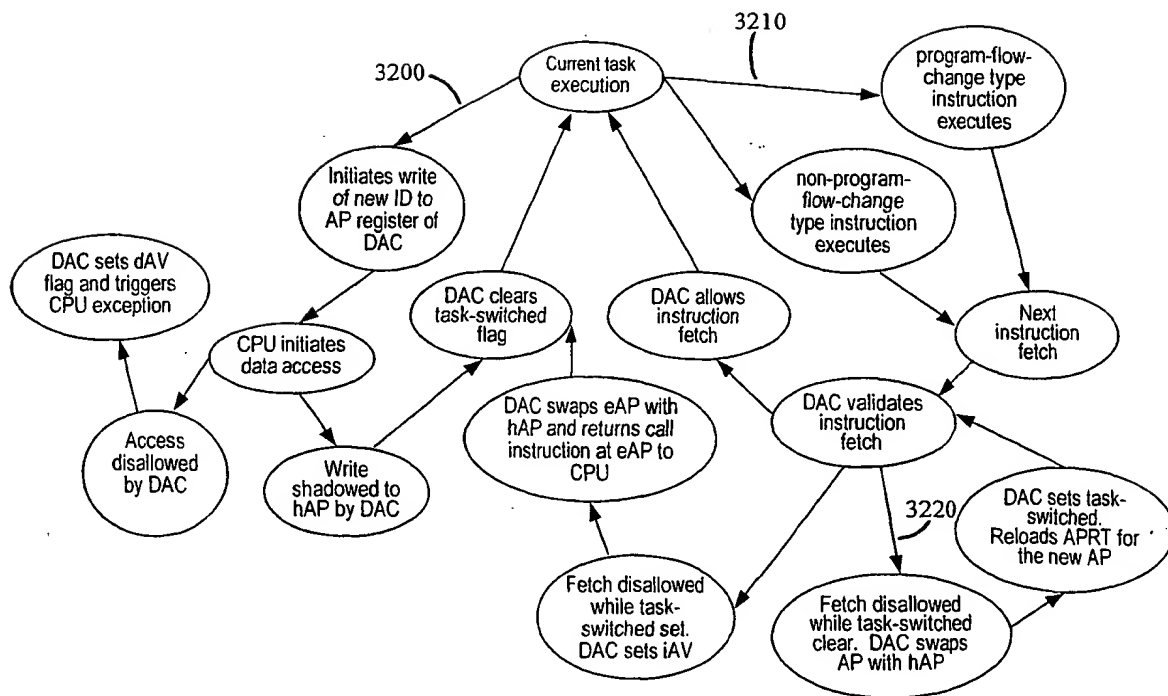 3210
3200
Current task
execution
program-flow-
change type
instruction
executes
Initiates write
of new ID to
AP register of
DAC
non-program-
flow-change
type instruction
executes
DAC sets dAV
flag and triggers
CPU exception
DAC clears
task-switched
flag
DAC allows
instruction
fetch
Next
instruction
fetch
CPU initiates
data access
DAC swaps eAP with
hAP and returns call
instruction at eAP to
CPU
DAC validates
instruction
fetch
Access
disallowed
by DAC
Write
shadowed to
hAP by DAC
3220
DAC sets task-
switched.
Reloads APRT for
the new AP
Fetch disallowed
while task-
switched set.
DAC sets iAV
Fetch disallowed
while task-switched
clear. DAC swaps
AP with hAP